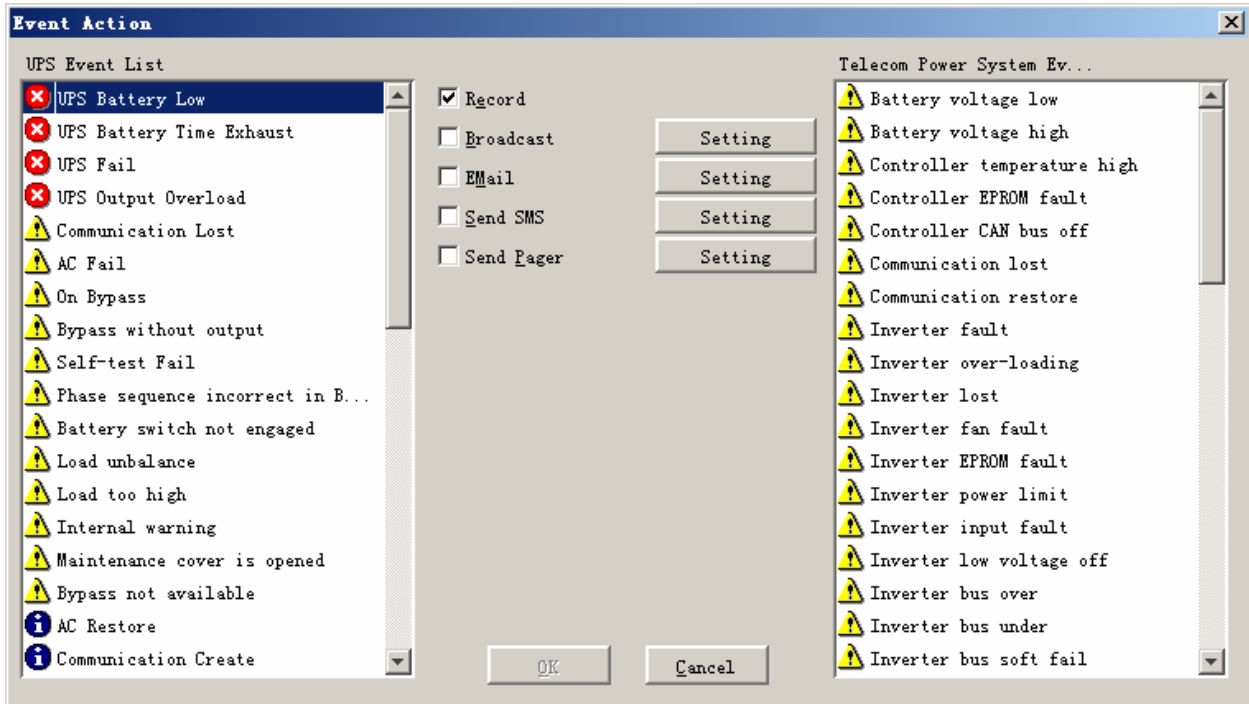 Event Action
UPS Event List
UPS Battery Low
UPS Battery Time Exhaust
UPS Fail
UPS Output Overload
Communication Lost
AC Fail
On Bypass
Bypass without output
Self-test Fail
Phase sequence incorrect in B...
Battery switch not engaged
Load unbalance
Load too high
Internal warning
Maintenance cover is opened
Bypass not available
AC Restore
Communication Create
Record
Broadcast
Setting
EMail
Setting
Send SMS
Setting
Send Pager
Setting
OK
Cancel
Telecom Power System Ev...
Battery voltage low
Battery voltage high
Controller temperature high
Controller EPROM fault
Controller CAN bus off
Communication lost
Communication restore
Inverter fault
Inverter over-loading
Inverter lost
Inverter fan fault
Inverter EPROM fault
Inverter power limit
Inverter input fault
Inverter low voltage off
Inverter bus over
Inverter bus under
Inverter bus soft fail